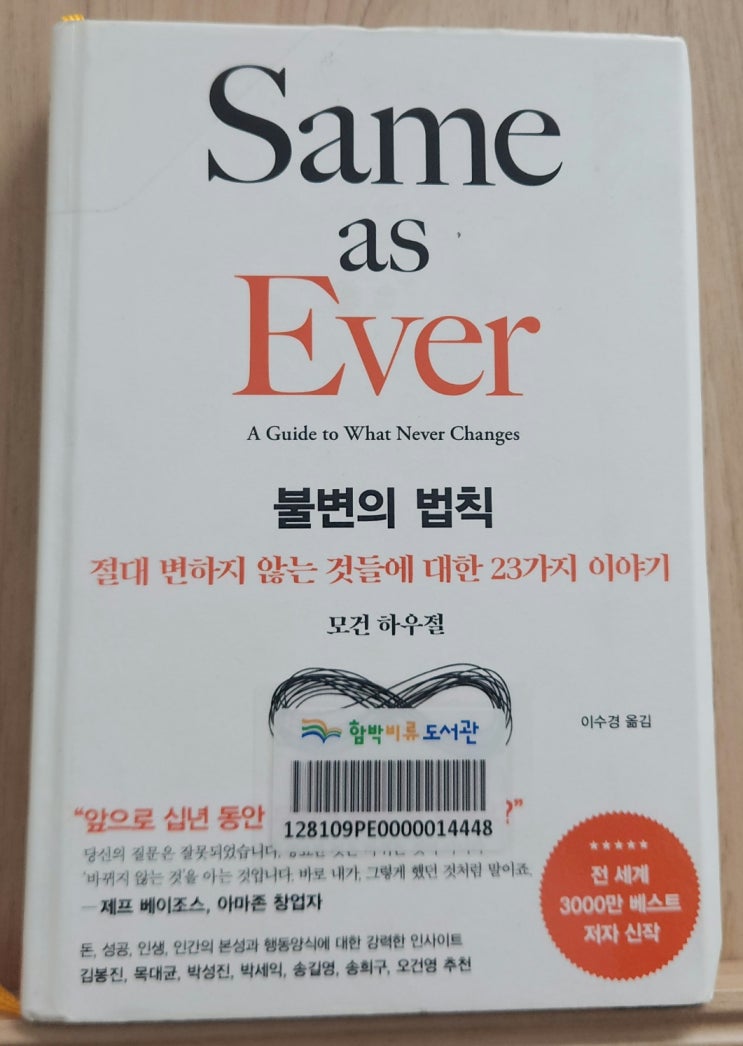 Same
as
Ever
A Guide to What Never Changes
불변의 법칙
절대 변하지 않는 것들에 대한 23가지 이야기
모건 하우절
이수경 옮김
함박비류도서관
128109PE0000014448
“앞으로 십년 동안 ?”
당신의 질문은 잘못되었습니다,
‘바뀌지 않는 것’을 아는 것입니다. 바로 내가, 그렇게 했던 것처럼 말이죠.
— 제프 베이조스, 아마존 창업자
돈, 성공, 인생, 인간의 본성과 행동양식에 대한 강력한 인사이트
김봉진, 목대균, 박성진, 박세익, 송길영, 송희구, 오건영 추천
★★★★★
전 세계
3000만 베스트
저자 신작